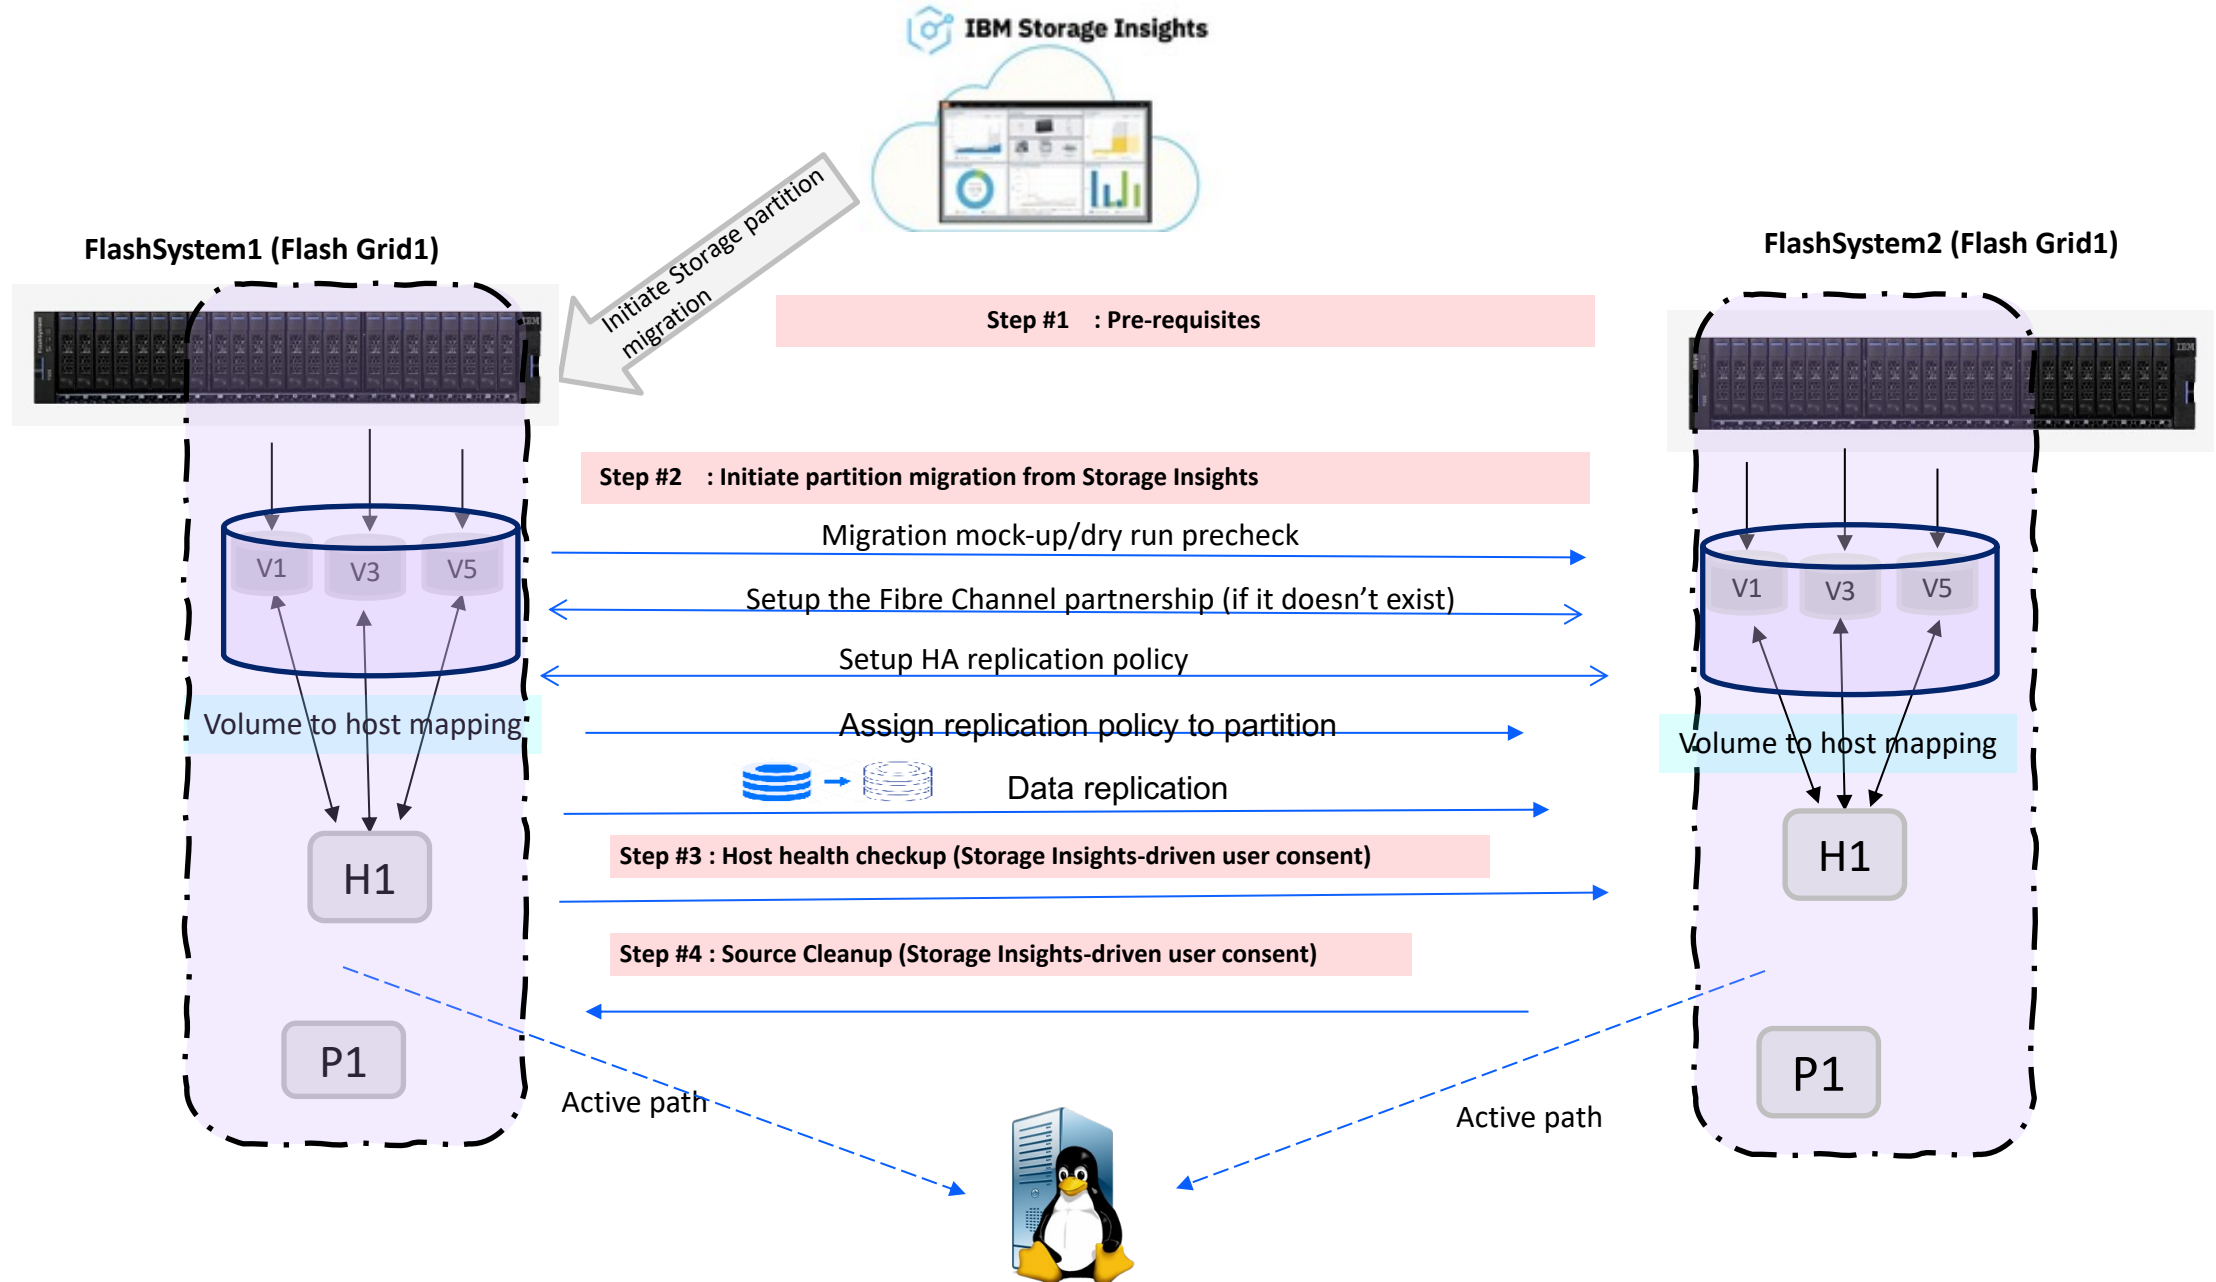 IBM Storage Insights
Initiate Storage partition
migration
FlashSystem1 (Flash Grid1)
FlashSystem2 (Flash Grid1)
IBM
IBM
Step #1 : Pre-requisites
Step #2 : Initiate partition migration from Storage Insights
Migration mock-up/dry run precheck
V1
V3
V5
V1
V3
V5
Setup the Fibre Channel partnership (if it doesn’t exist)
Setup HA replication policy
Volume to host mapping
Assign replication policy to partition
Volume to host mapping
Data replication
Step #3 : Host health checkup (Storage Insights-driven user consent)
H1
H1
Step #4 : Source Cleanup (Storage Insights-driven user consent)
P1
P1
Active path
Active path